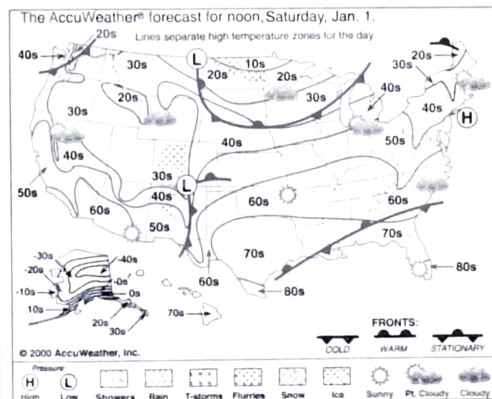 The AccuWeather® forecast for noon, Saturday, Jan. 1.
Lines separate high temperature zones for the day
20s
40s
30s
L
10s
20s
20s
20s
30s
30s
20s
30s
40s
40s
H
40s
50s
40s
30s
L
40s
50s
60s
50s
60s
60s
70s
70s
80s
80s
-30s
-40s
-20s
-0s
-10s
0s
10s
20s
30s
70s
FRONTS:
COLD
WARM
STATIONARY
© 2000 AccuWeather, Inc.
Pressure
H
L
High
Low
Showers
Rain
T-storms
Flurries
Snow
Ice
Sunny
Pt. Cloudy
Cloudy